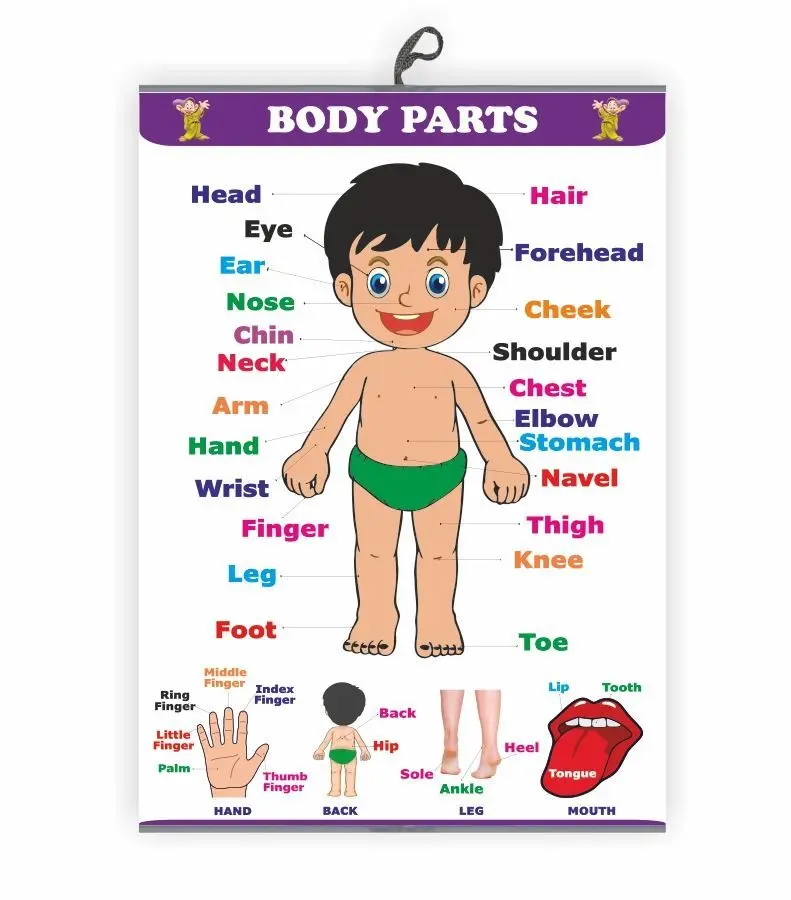 BODY PARTS
Head
Hair
Eye
Forehead
Ear
Nose
Cheek
Chin
Shoulder
Neck
Chest
Arm
Elbow
Hand
Stomach
Wrist
Navel
Finger
Thigh
Leg
Knee
Foot
Toe
Middle
Finger
Ring
Finger
Index
Finger
Little
Finger
Palm
Thumb
Finger
HAND
Back
Hip
BACK
Sole
Heel
Ankle
LEG
Lip
Tooth
Tongue
MOUTH